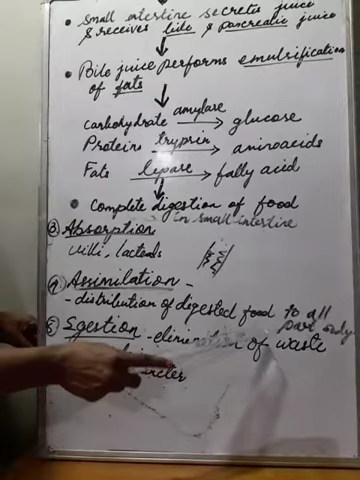 Small intestine secretes juice
& receives bile & pancreatic juice
Bile juice performs emulsification
of fats
carbohydrate amylase → glucose
Protein trypsin → aminoacids
Fats lipase → fatty acid
Complete digestion of food
in small intestine
③ Absorption
villi, lacteals
④ Assimilation -
- distribution of digested food to all
part body
⑤ Egestion - elimination of waste